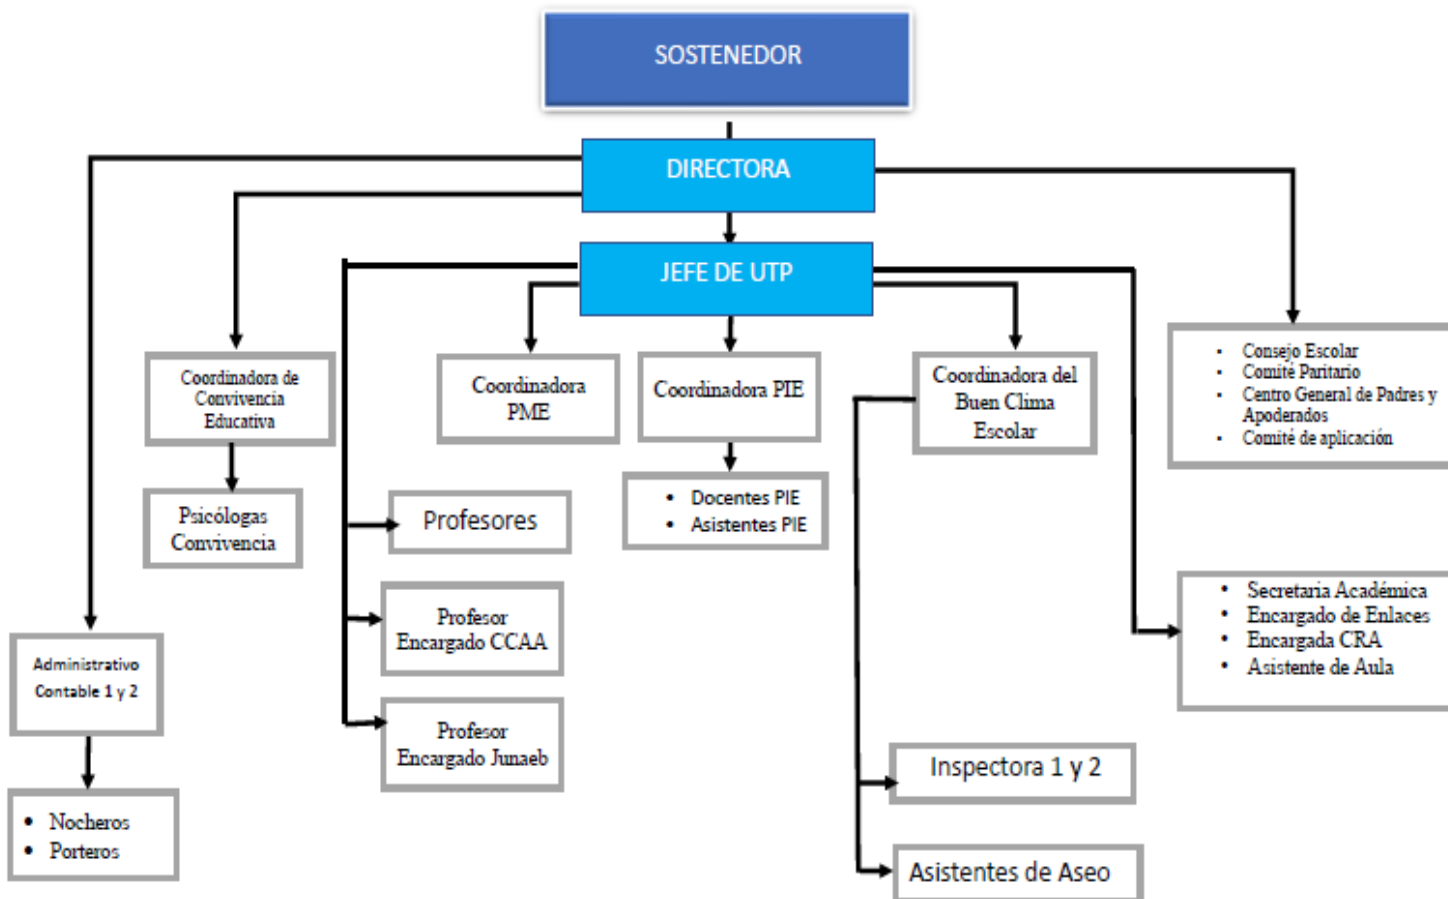 SOSTENEDOR
DIRECTORA
JEFE DE UTP
Coordinadora de
Convivencia
Educativa
Coordinadora
PME
Coordinadora PIE
Coordinadora del
Buen Clima
Escolar
▪ Consejo Escolar
▪ Comité Paritario
▪ Centro General de Padres y
Apoderados
▪ Comité de aplicación
Psicólogas
Convivencia
Profesores
• Docentes PIE
• Asistentes PIE
Profesor
Encargado CCAA
• Secretaria Académica
• Encargado de Enlaces
• Encargada CRA
• Asistente de Aula
Administrativo
Contable 1 y 2
Profesor
Encargado Junaeb
Inspectora 1 y 2
• Nocheros
• Porteros
Asistentes de Aseo